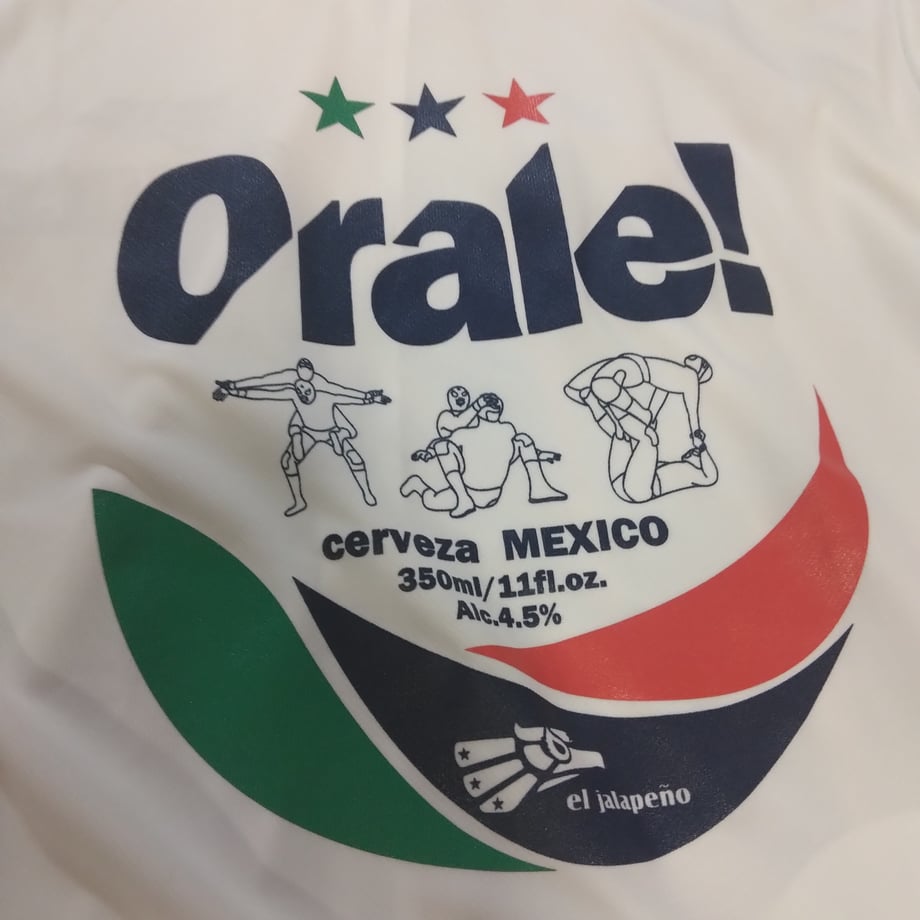 Orale!
cerveza MEXICO
350ml/11fl.oz.
Alc.4.5%
el jalapeño